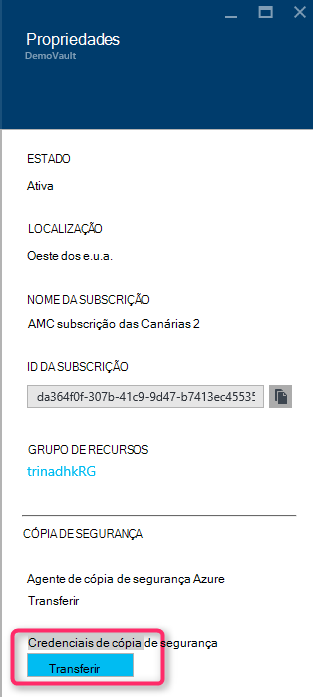 Propriedades
DemoVault
ESTADO
Ativa
LOCALIZAÇÃO
Oeste dos e.u.a.
NOME DA SUBSCRIÇÃO
AMC subscrição das Canárias 2
ID DA SUBSCRIÇÃO
da364f0f-307b-41c9-9d47-b7413ec45535
GRUPO DE RECURSOS
trinadhkRG
CÓPIA DE SEGURANÇA
Agente de cópia de segurança Azure
Transferir
Credenciais de cópia de segurança
Transferir